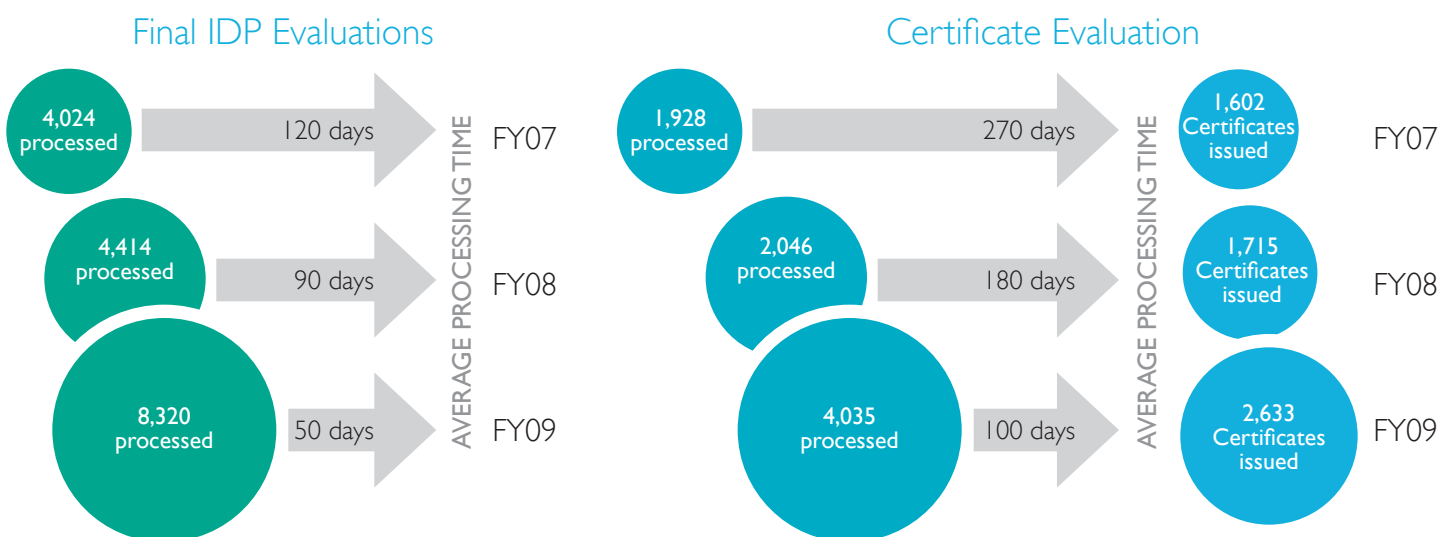 Final IDP Evaluations
4,024
processed
120 days
FY07
4,414
processed
90 days
FY08
8,320
processed
50 days
FY09
AVERAGE PROCESSING TIME
Certificate Evaluation
1,928
processed
270 days
1,602
Certificates
issued
FY07
2,046
processed
180 days
1,715
Certificates
issued
FY08
4,035
processed
100 days
2,633
Certificates
issued
FY09
AVERAGE PROCESSING TIME